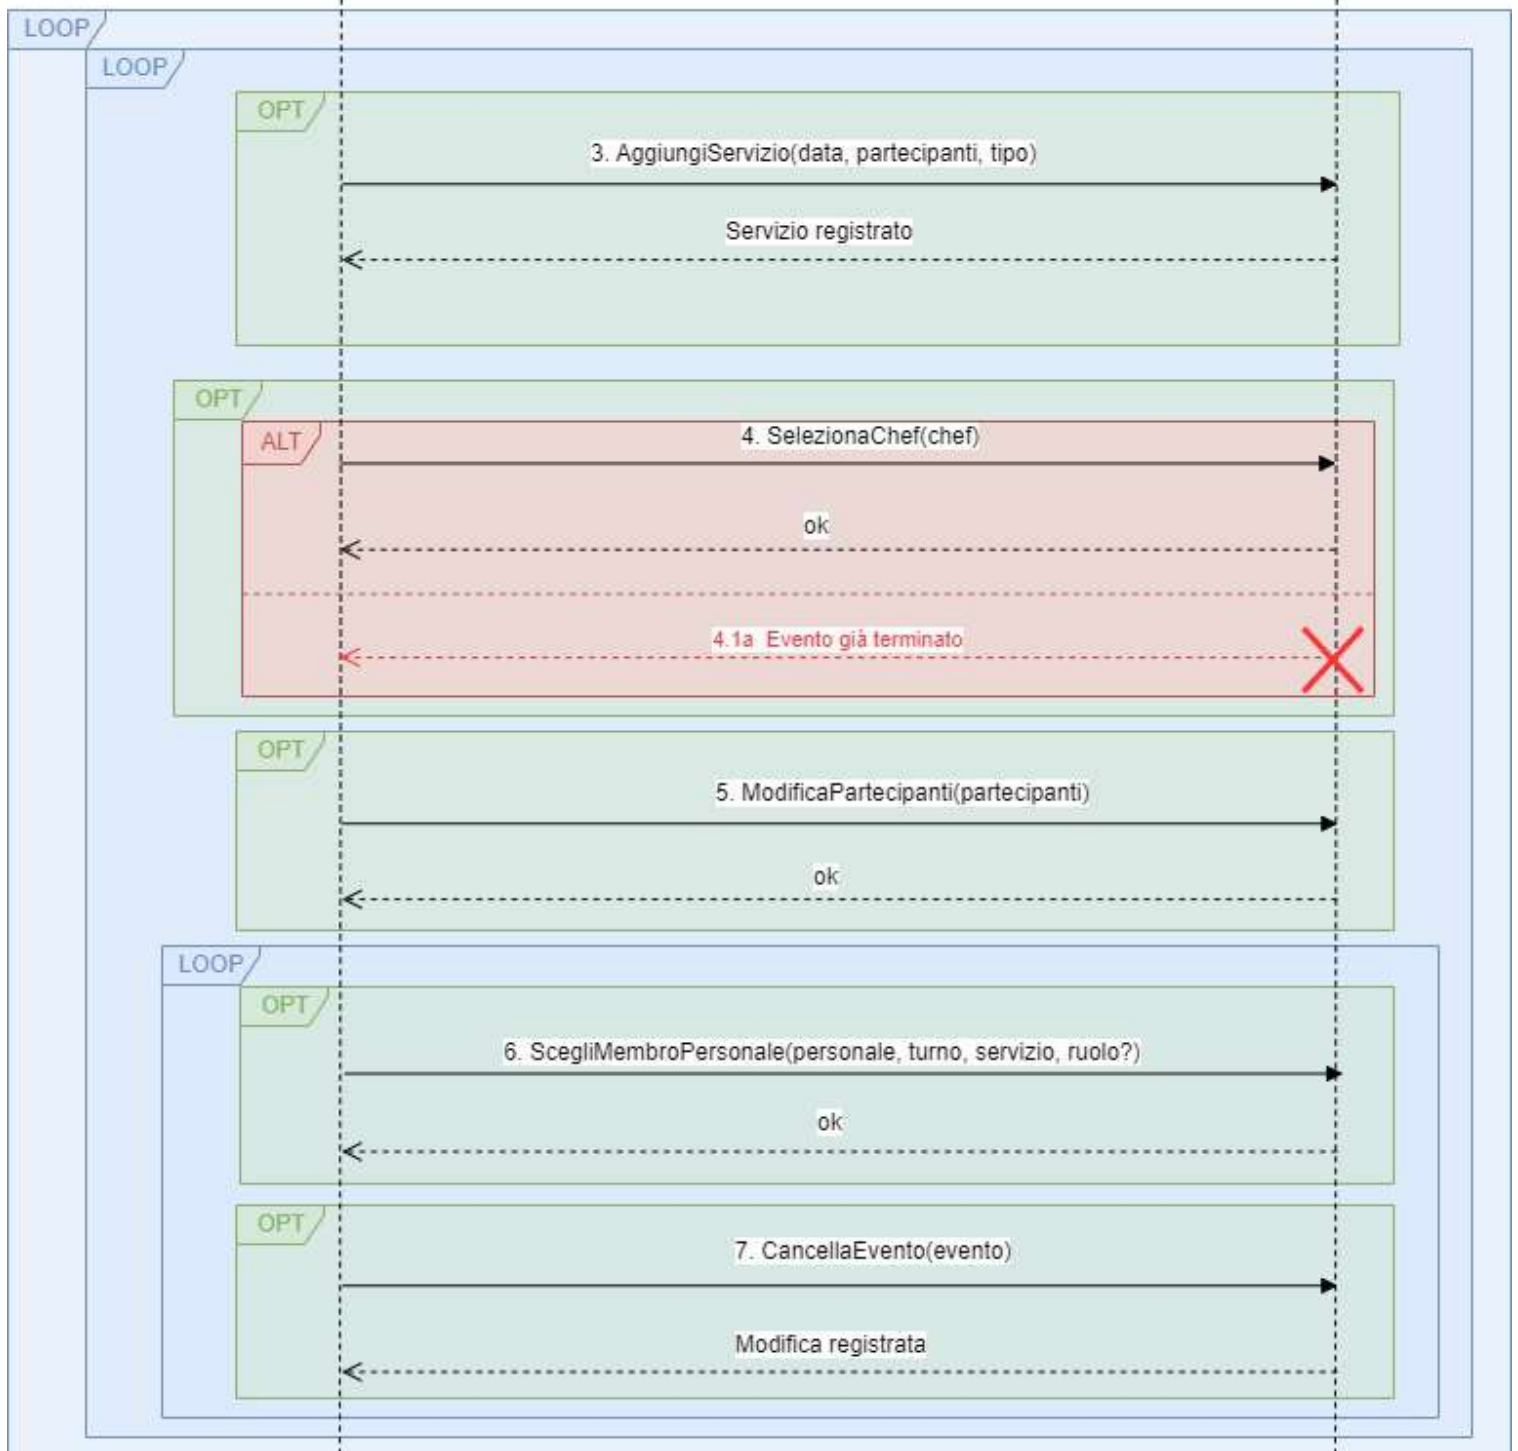 LOOP
LOOP
OPT
3. AggiungiServizio(data, partecipanti, tipo)
Servizio registrato
OPT
ALT
4. SelezionaChef(chef)
ok
4.1a Evento già terminato
OPT
5. ModificaPartecipanti(partecipanti)
ok
LOOP
OPT
6. ScegliMembroPersonale(personale, turno, servizio, ruolo?)
ok
OPT
7. CancellaEvento(evento)
Modifica registrata